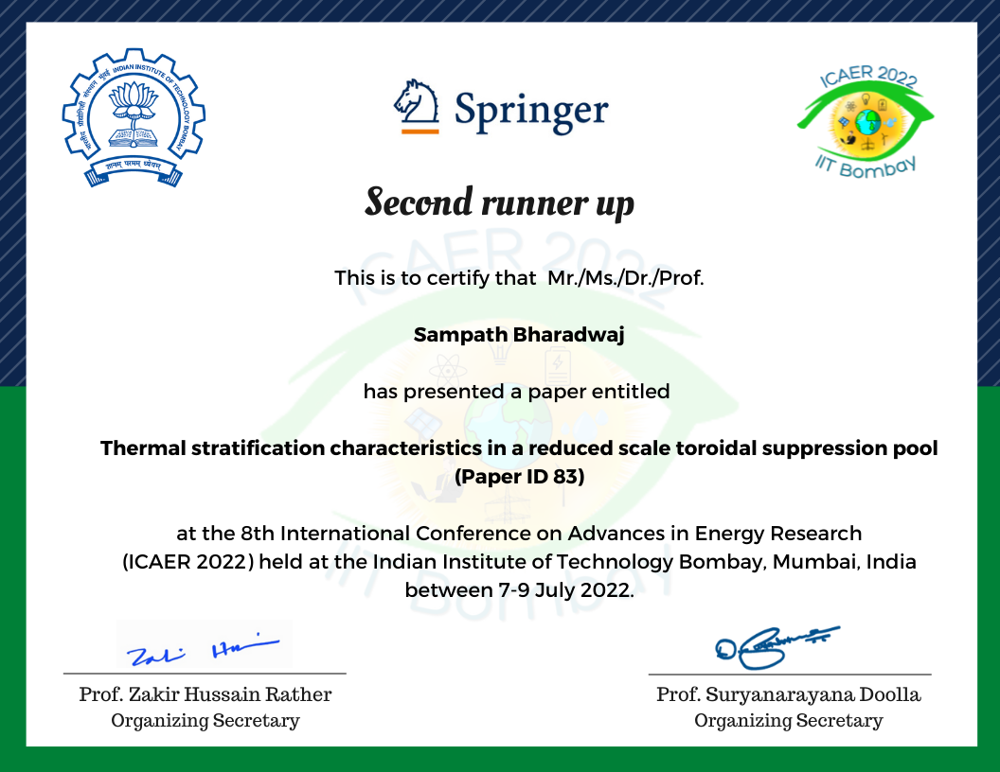 भारतीय प्रौद्योगिकी संस्थान मुंबई INDIAN INSTITUTE OF TECHNOLOGY BOMBAY
ज्ञानम् परमम् ध्येयम्
Springer
ICAER 2022
IIT Bombay
Second runner up
ICAER 2022
This is to certify that Mr./Ms./Dr./Prof.
Sampath Bharadwaj
has presented a paper entitled
Thermal stratification characteristics in a reduced scale toroidal suppression pool
(Paper ID 83)
at the 8th International Conference on Advances in Energy Research
(ICAER 2022) held at the Indian Institute of Technology Bombay, Mumbai, India
between 7-9 July 2022.
IIT Bombay
Prof. Zakir Hussain Rather
Organizing Secretary
Prof. Suryanarayana Doolla
Organizing Secretary